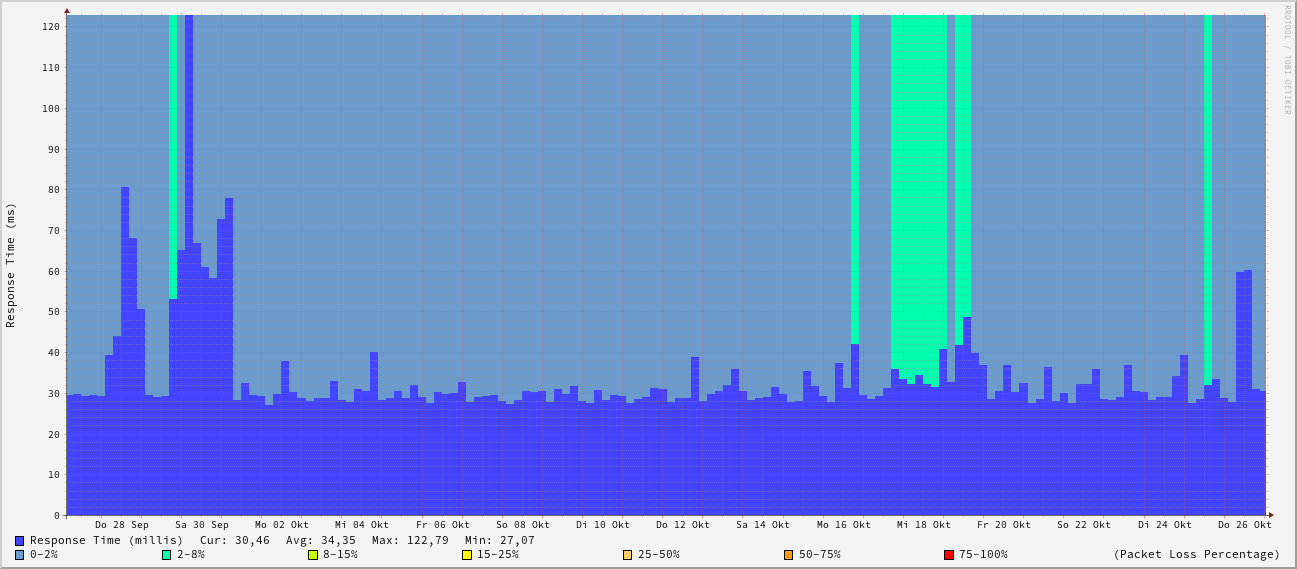 RRDTOOL / TOBI OETIKER
Response Time (ms)
120
110
100
90
80
70
60
50
40
30
20
10
0
Do 28 Sep Sa 30 Sep Mo 02 Okt Mi 04 Okt Fr 06 Okt So 08 Okt Di 10 Okt Do 12 Okt Sa 14 Okt Mo 16 Okt Mi 18 Okt Fr 20 Okt So 22 Okt Di 24 Okt Do 26 Okt
Response Time (millis) Cur: 30,46 Avg: 34,35 Max: 122,79 Min: 27,07
0-2% 2-8% 8-15% 15-25% 25-50% 50-75% 75-100% (Packet Loss Percentage)